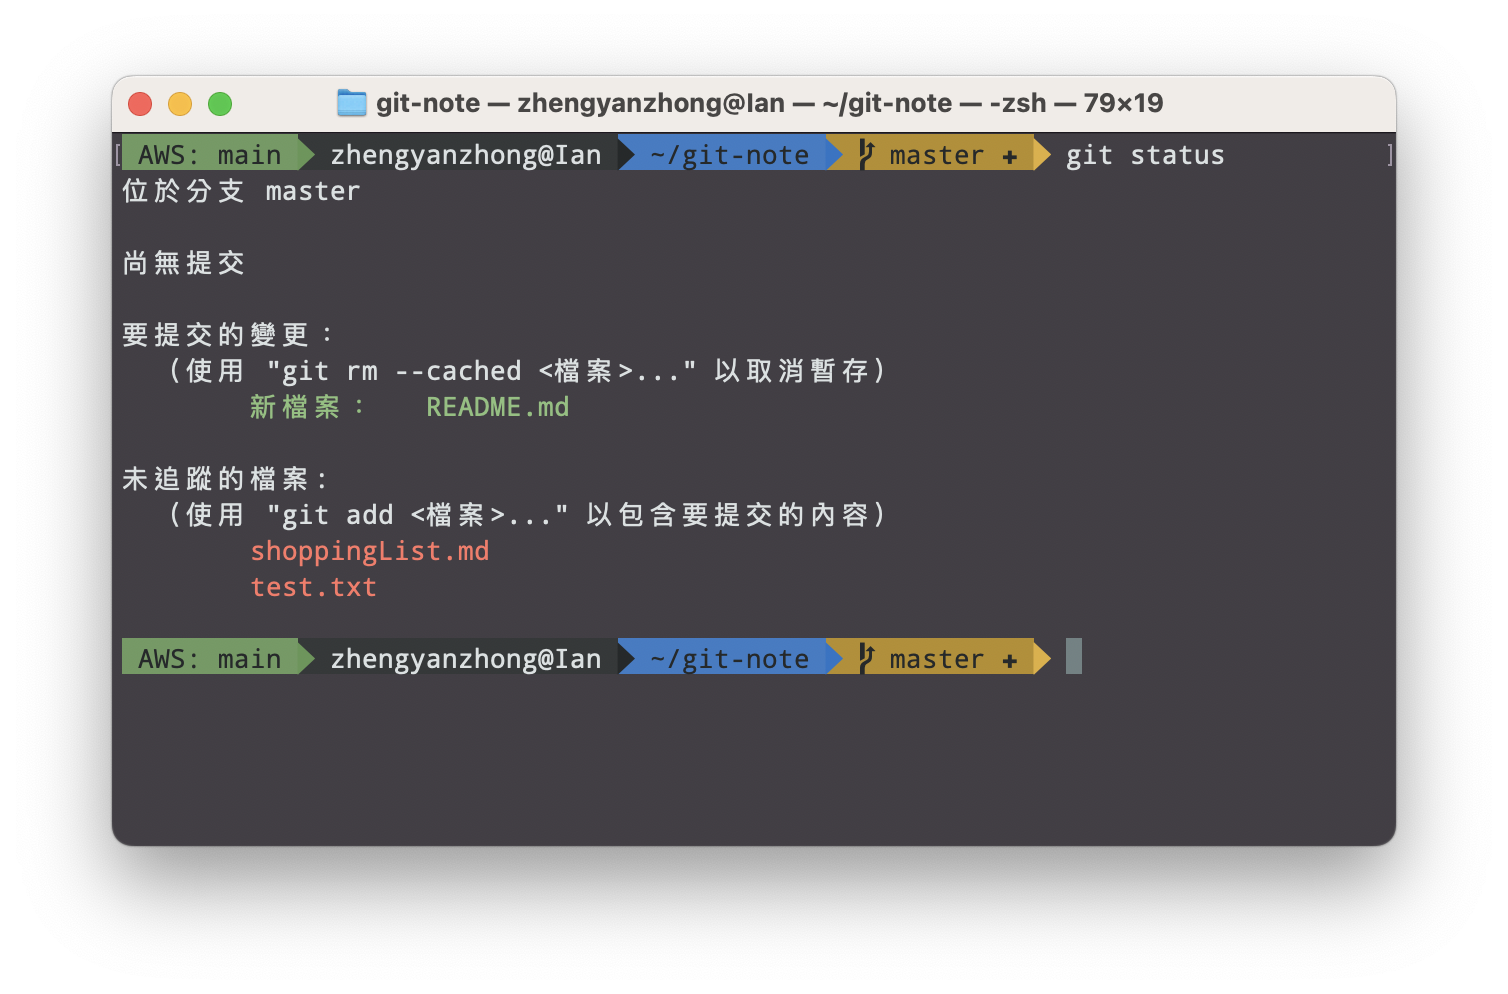 git-note — zhengyanzhong@Ian — ~/git-note — -zsh — 79×19
[ AWS: main zhengyanzhong@Ian ~/git-note master + git status ]
位於分支 master
尚無提交
要提交的變更：
（使用 "git rm --cached <檔案>..." 以取消暫存）
新檔案： README.md
未追蹤的檔案:
（使用 "git add <檔案>..." 以包含要提交的內容）
shoppingList.md
test.txt
AWS: main zhengyanzhong@Ian ~/git-note master +